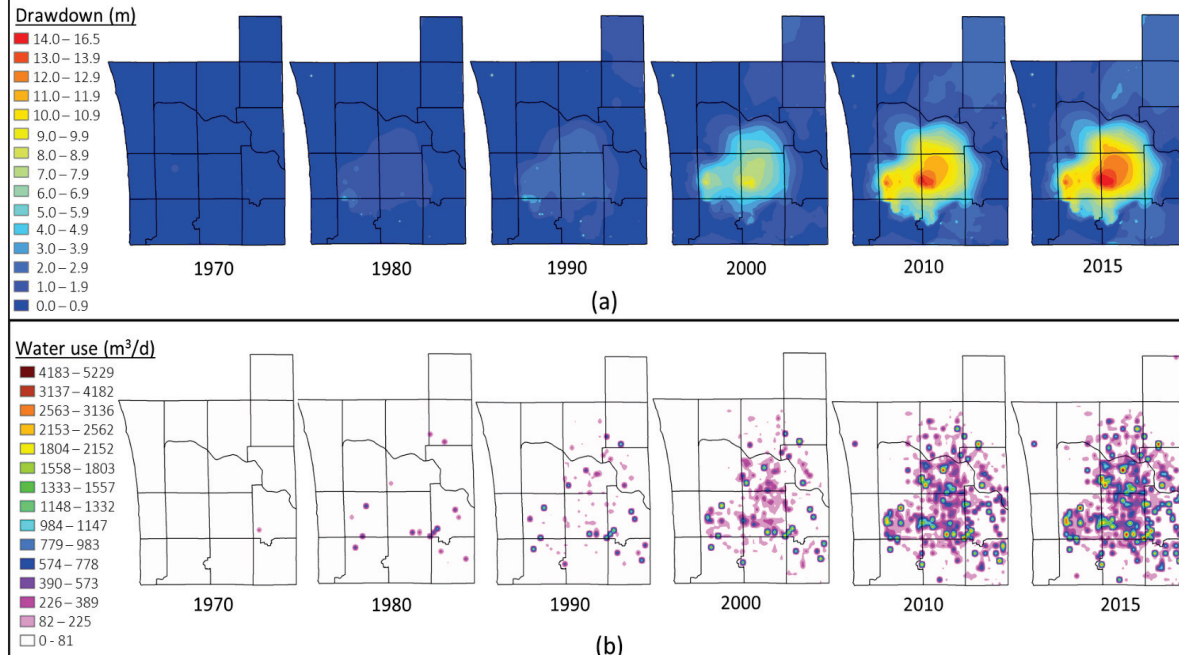 Drawdown (m)
14.0 – 16.5
13.0 – 13.9
12.0 – 12.9
11.0 – 11.9
10.0 – 10.9
9.0 – 9.9
8.0 – 8.9
7.0 – 7.9
6.0 – 6.9
5.0 – 5.9
4.0 – 4.9
3.0 – 3.9
2.0 – 2.9
1.0 – 1.9
0.0 – 0.9
1970 1980 1990 2000 2010 2015
(a)
Water use (m³/d)
4183 – 5229
3137 – 4182
2563 – 3136
2153 – 2562
1804 – 2152
1558 – 1803
1333 – 1557
1148 – 1332
984 – 1147
779 – 983
574 – 778
390 – 573
226 – 389
82 – 225
0 - 81
1970 1980 1990 2000 2010 2015
(b)